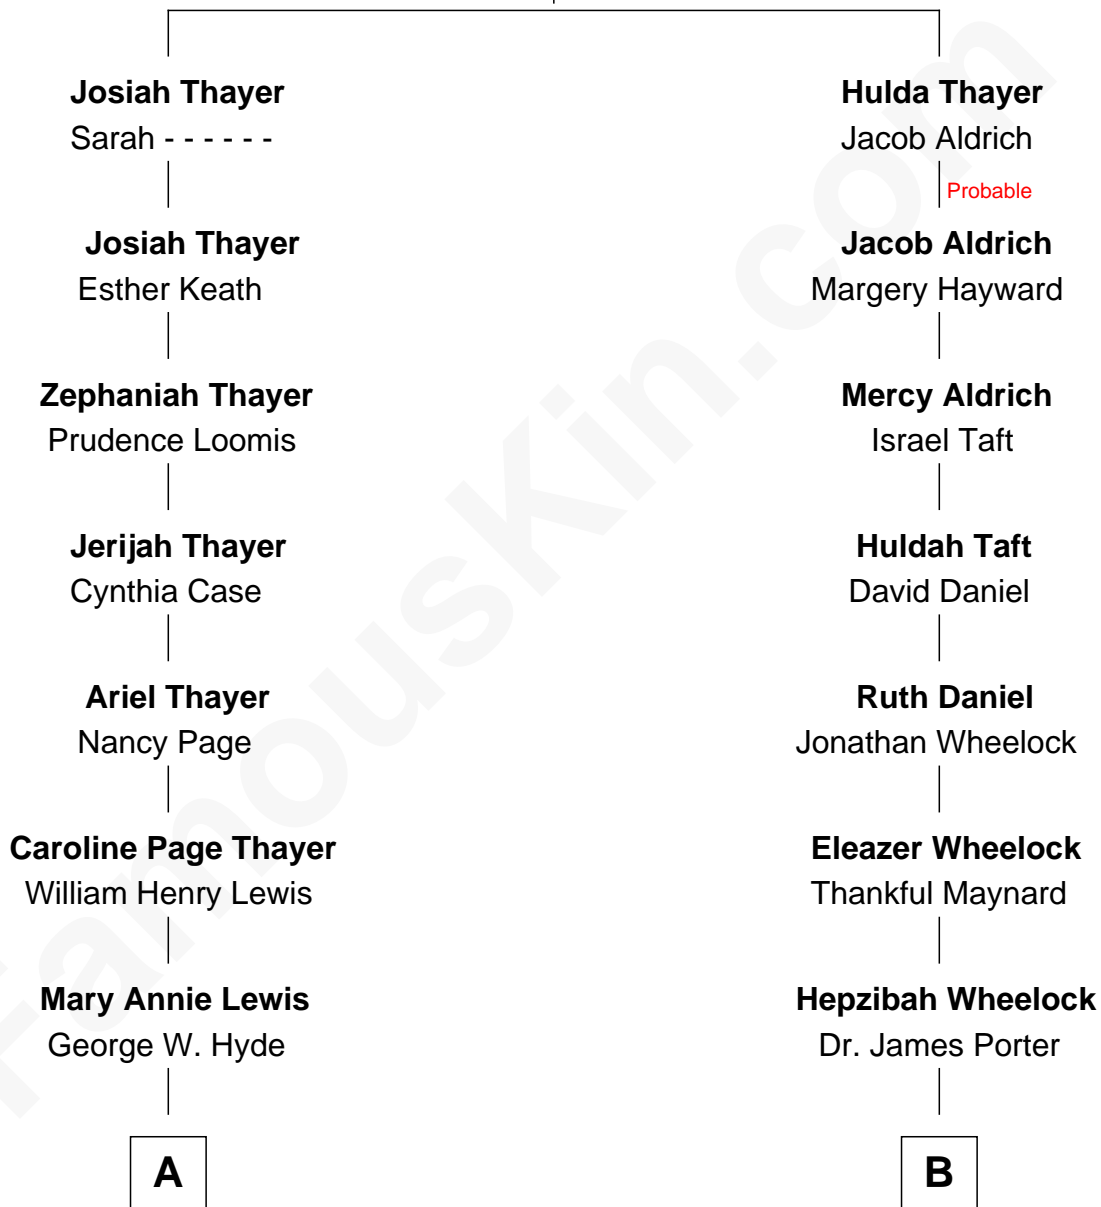 Josiah Thayer
Sarah - - - - - -
Josiah Thayer
Esther Keath
Zephaniah Thayer
Prudence Loomis
Jerijah Thayer
Cynthia Case
Ariel Thayer
Nancy Page
Caroline Page Thayer
William Henry Lewis
Mary Annie Lewis
George W. Hyde
A
Hulda Thayer
Jacob Aldrich
Probable
Jacob Aldrich
Margery Hayward
Mercy Aldrich
Israel Taft
Huldah Taft
David Daniel
Ruth Daniel
Jonathan Wheelock
Eleazer Wheelock
Thankful Maynard
Hepzibah Wheelock
Dr. James Porter
B
FamousKin.com